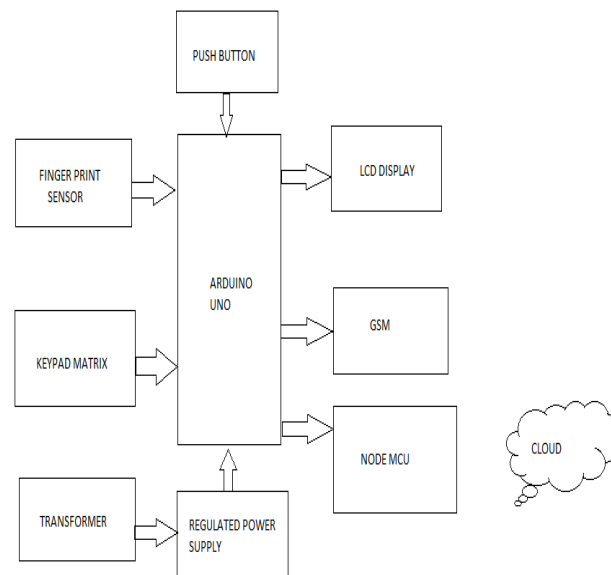 PUSH BUTTON
FINGER PRINT
SENSOR
LCD DISPLAY
ARDUINO
UNO
GSM
KEYPAD MATRIX
NODE MCU
CLOUD
TRANSFORMER
REGULATED POWER
SUPPLY